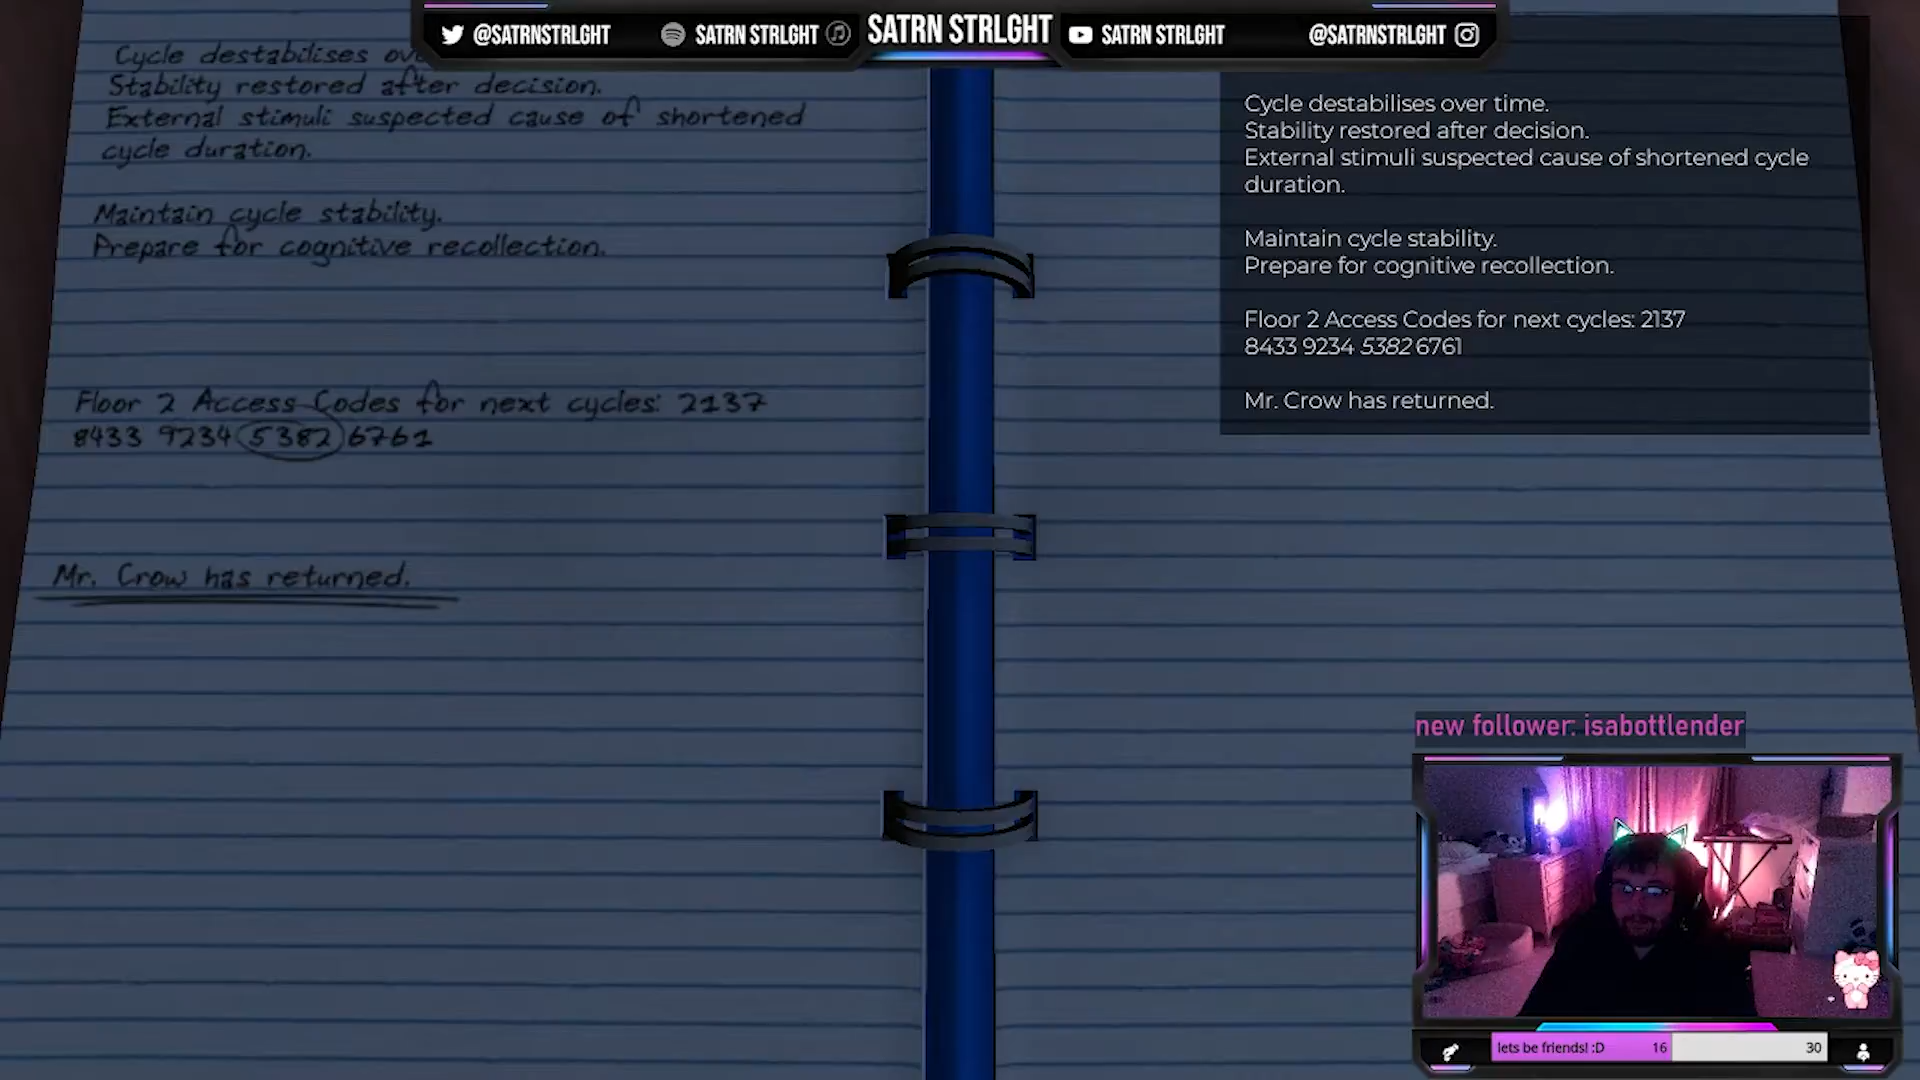 @SATRNSTRLGHT
SATRN STRLGHT
SATRN STRLGHT
SATRN STRLGHT
@SATRNSTRLGHT
Cycle destabilises ov
Stability restored after decision.
External stimuli suspected cause of shortened
cycle duration.
Maintain cycle stability.
Prepare for cognitive recollection.
Floor 2 Access Codes for next cycles: 2137
8433 9234 5382 6761
Mr. Crow has returned.
Cycle destabilises over time.
Stability restored after decision.
External stimuli suspected cause of shortened cycle
duration.
Maintain cycle stability.
Prepare for cognitive recollection.
Floor 2 Access Codes for next cycles: 2137
8433 9234 5382 6761
Mr. Crow has returned.
new follower: isabottlender
lets be friends! :D 16 30